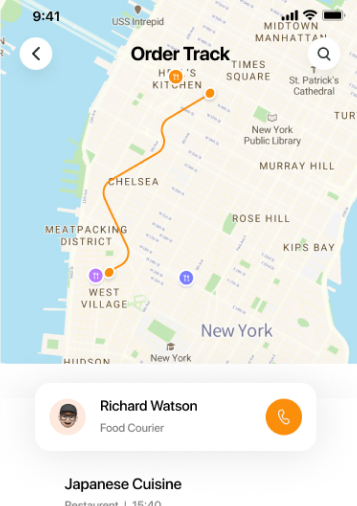 9:41
USS Intrepid
MIDTOWN
MANHATTAN
Order Track
TIMES
SQUARE
KITCHEN
St. Patrick's
Cathedral
New York
Public Library
MURRAY HILL
CHELSEA
ROSE HILL
MEATPACKING
DISTRICT
KIPS BAY
WEST
VILLAGE
New York
New York
HUDSON
Richard Watson
Food Courier
Japanese Cuisine
Restaurent | 15:40